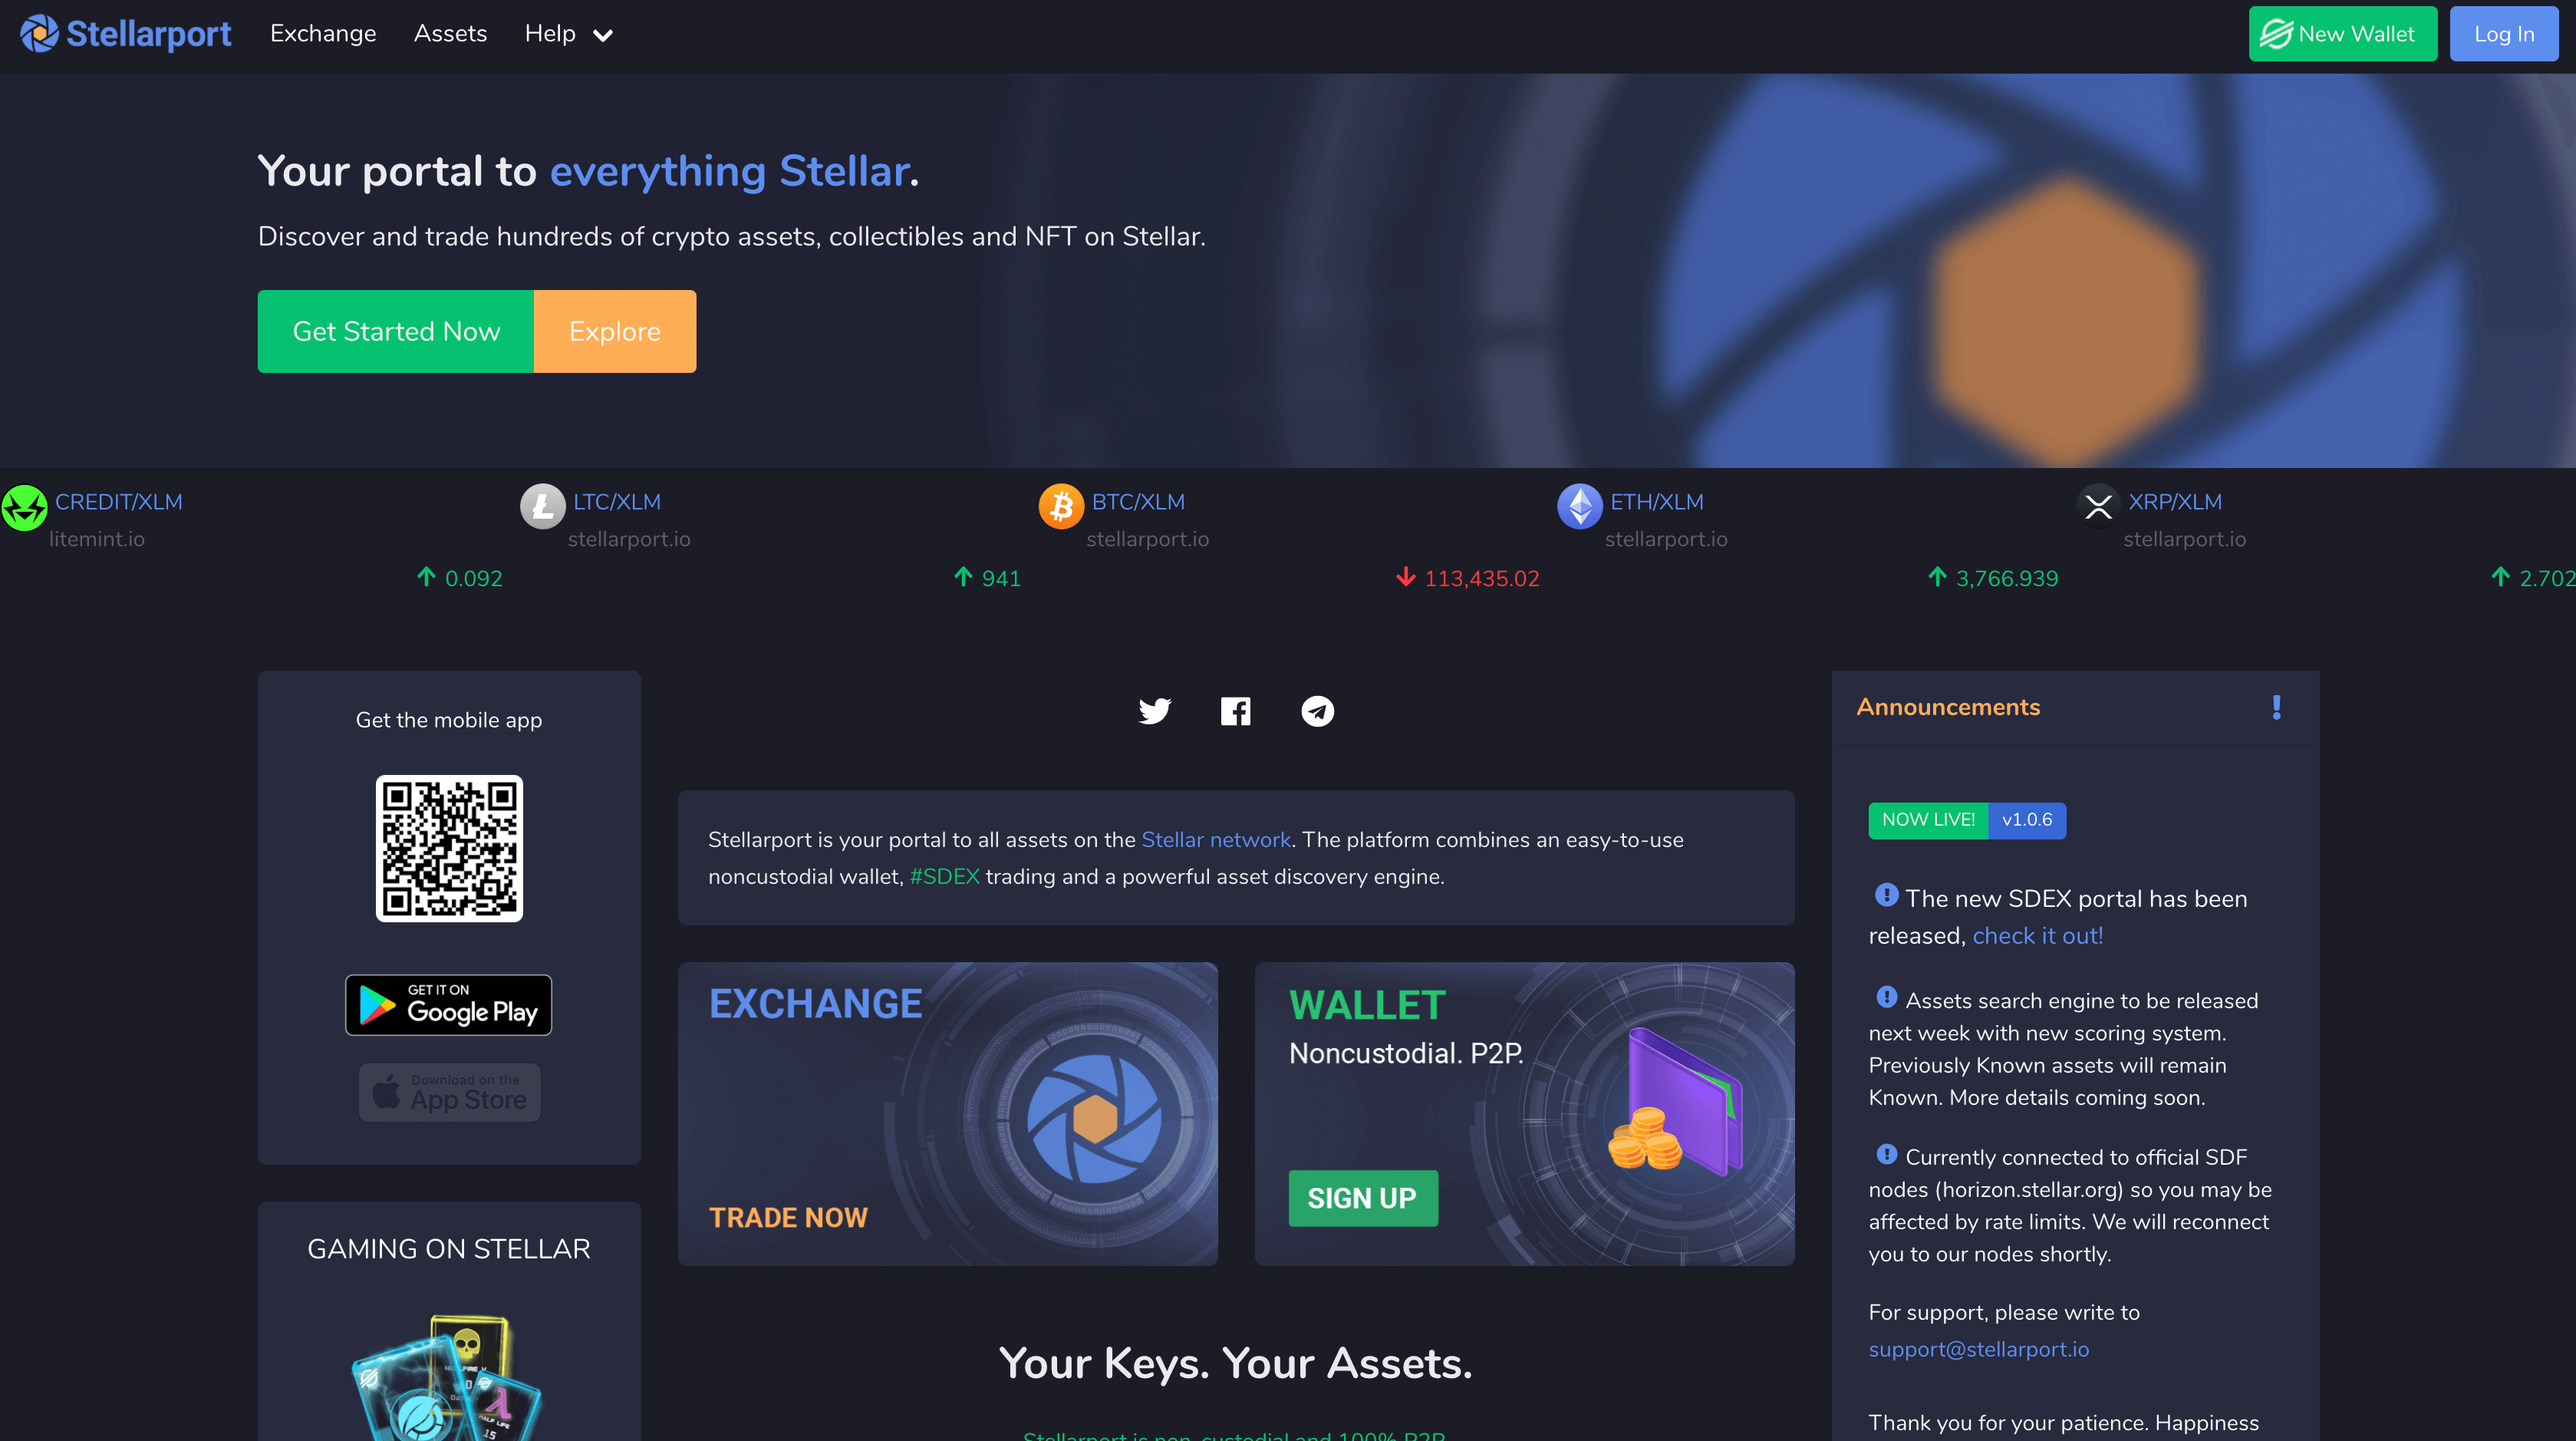 Stellarport
Exchange
Assets
Help
New Wallet
Log In
Your portal to everything Stellar.
Discover and trade hundreds of crypto assets, collectibles and NFT on Stellar.
Get Started Now
Explore
CREDIT/XLM
litemint.io
0.092
LTC/XLM
stellarport.io
941
BTC/XLM
stellarport.io
113,435.02
ETH/XLM
stellarport.io
3,766.939
XRP/XLM
stellarport.io
2.702
Get the mobile app
GET IT ON
Google Play
Download on the
App Store
GAMING ON STELLAR
HALF LIFE
15
Stellarport is your portal to all assets on the Stellar network. The platform combines an easy-to-use
noncustodial wallet, #SDEX trading and a powerful asset discovery engine.
EXCHANGE
TRADE NOW
WALLET
Noncustodial. P2P.
SIGN UP
Your Keys. Your Assets.
Stellarport is non-custodial and 100% P2P
Announcements
NOW LIVE! v1.0.6
The new SDEX portal has been
released, check it out!
Assets search engine to be released
next week with new scoring system.
Previously Known assets will remain
Known. More details coming soon.
Currently connected to official SDF
nodes (horizon.stellar.org) so you may be
affected by rate limits. We will reconnect
you to our nodes shortly.
For support, please write to
support@stellarport.io
Thank you for your patience. Happiness